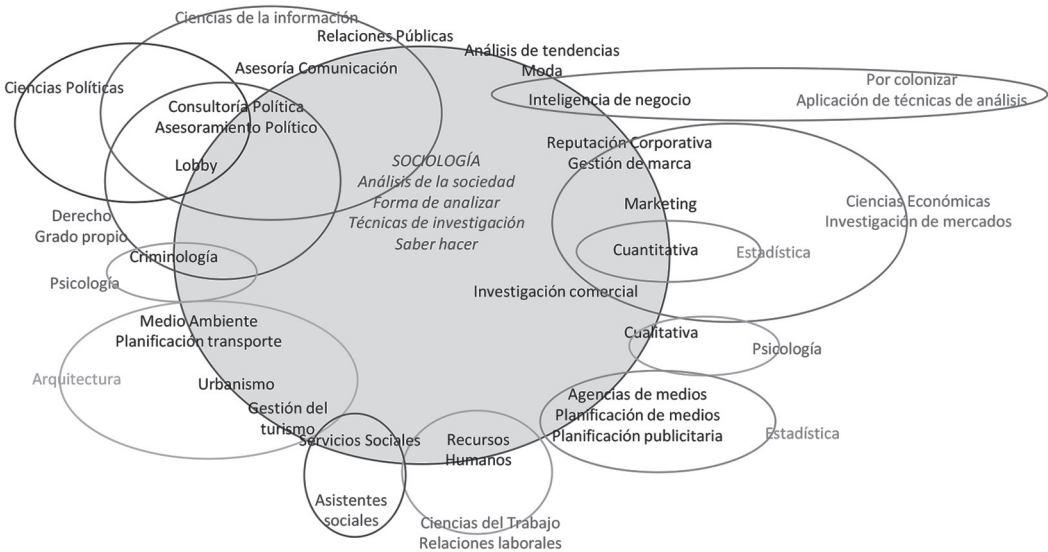 Ciencias de la información
Relaciones Públicas
Asesoría Comunicación
Ciencias Políticas
Consultoría Política
Asesoramiento Político
Lobby
Derecho
Grado propio
Criminología
Psicología
Medio Ambiente
Planificación transporte
Arquitectura
Urbanismo
Gestión del
turismo
Servicios Sociales
Asistentes
sociales
Recursos
Humanos
Ciencias del Trabajo
Relaciones laborales
SOCIOLOGÍA
Análisis de la sociedad
Forma de analizar
Técnicas de investigación
Saber hacer
Análisis de tendencias
Moda
Inteligencia de negocio
Por colonizar
Aplicación de técnicas de análisis
Reputación Corporativa
Gestión de marca
Marketing
Ciencias Económicas
Investigación de mercados
Cuantitativa
Estadística
Investigación comercial
Cualitativa
Psicología
Agencias de medios
Planificación de medios
Planificación publicitaria
Estadística